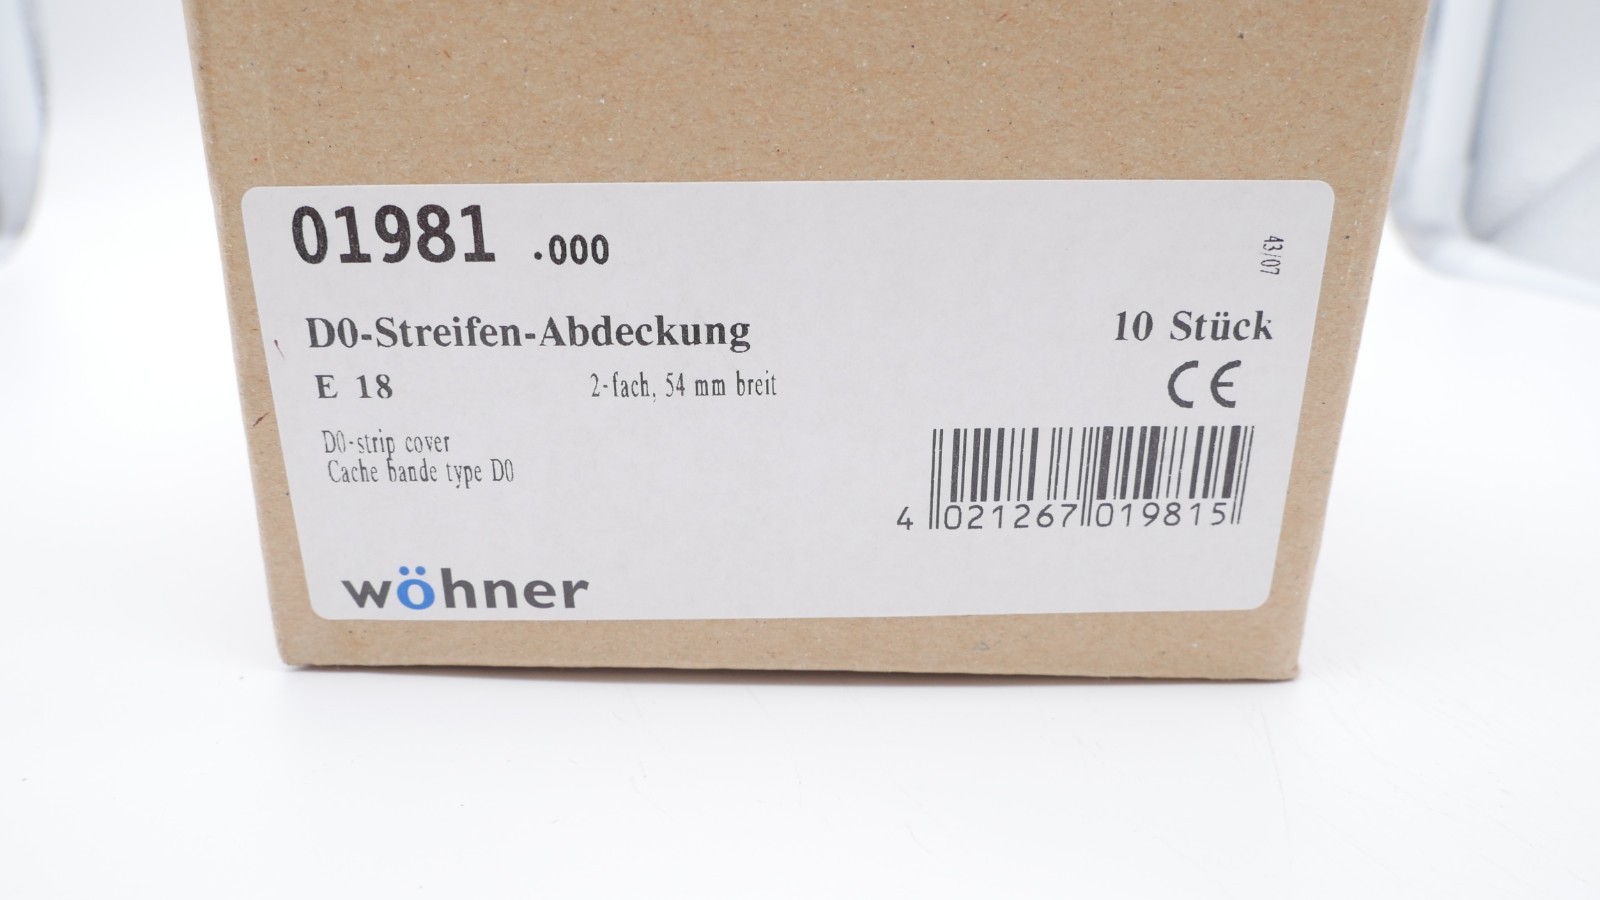 01981 .000
43/07
D0-Streifen-Abdeckung
10 Stück
E 18
2-fach, 54 mm breit
CE
D0-strip cover
Cache bande type D0
4 021267 019815
wöhner